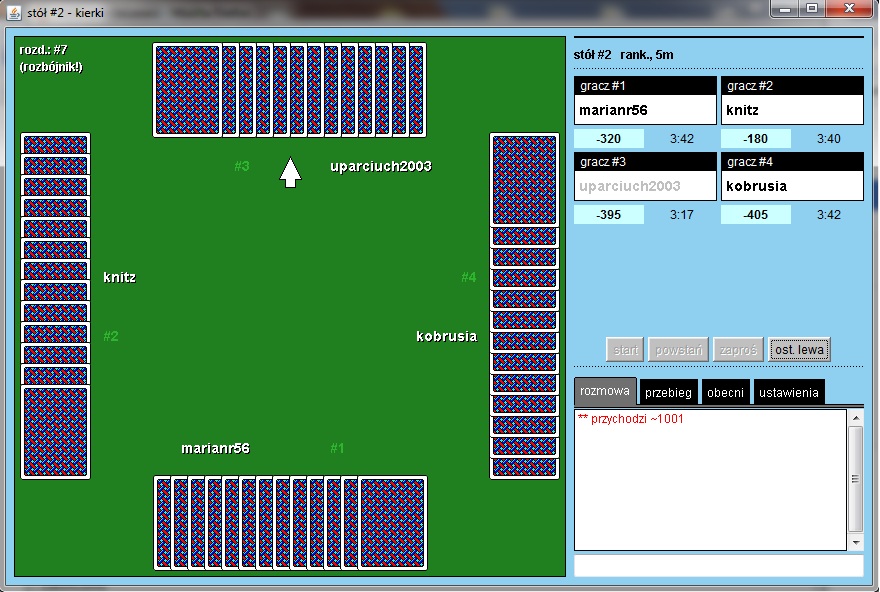 stół #2 - kierki
rozd.: #7
(rozbójnik!)
#3
uparciuch2003
knitz
#2
#4
kobrusia
marianr56
#1
stół #2 rank., 5m
gracz #1
gracz #2
marianr56
knitz
-320
3:42
-180
3:40
gracz #3
gracz #4
uparciuch2003
kobrusia
-395
3:17
-405
3:42
start
powstań
zaproś
ost. lewa
rozmowa
przebieg
obecni
ustawienia
** przychodzi ~1001